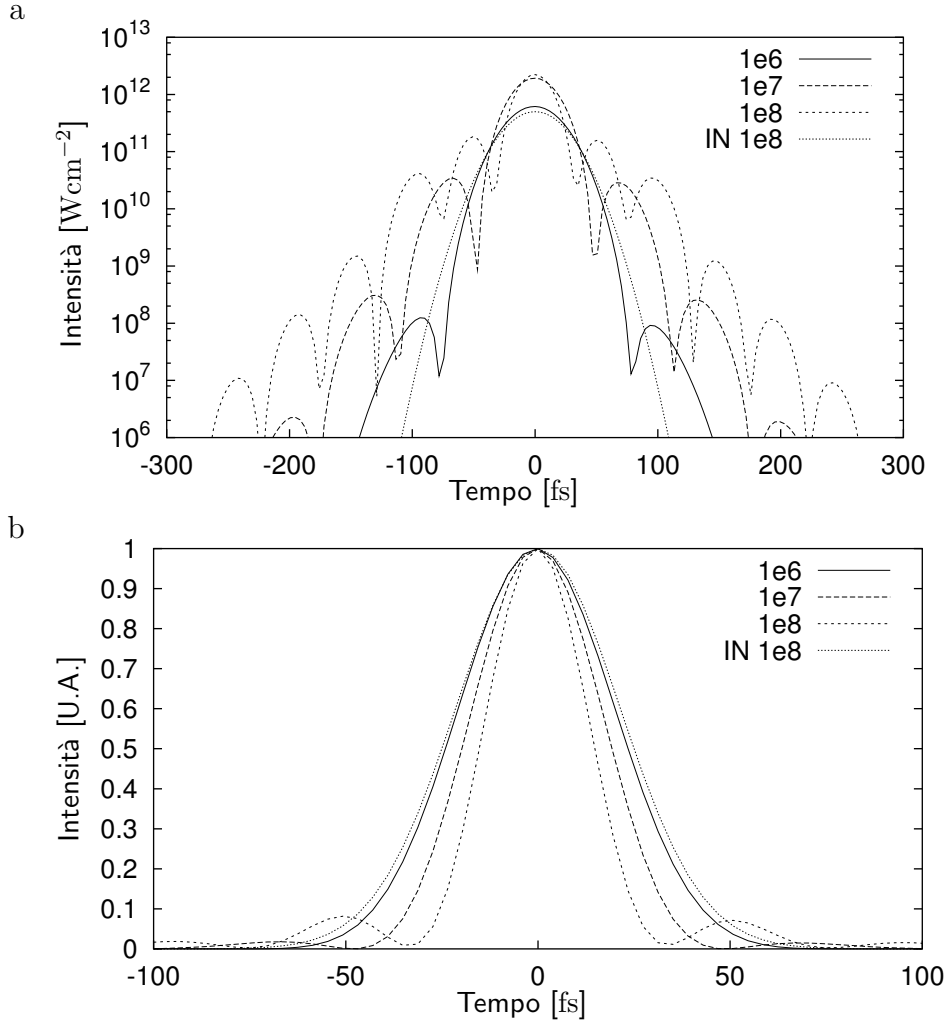 a
10^13
10^12
10^11
10^10
10^9
10^8
10^7
10^6
Intensità [Wcm^−2]
1e6
1e7
1e8
IN 1e8
-300 -200 -100 0 100 200 300
Tempo [fs]
b
1
0.9
0.8
0.7
0.6
0.5
0.4
0.3
0.2
0.1
0
Intensità [U.A.]
1e6
1e7
1e8
IN 1e8
-100 -50 0 50 100
Tempo [fs]